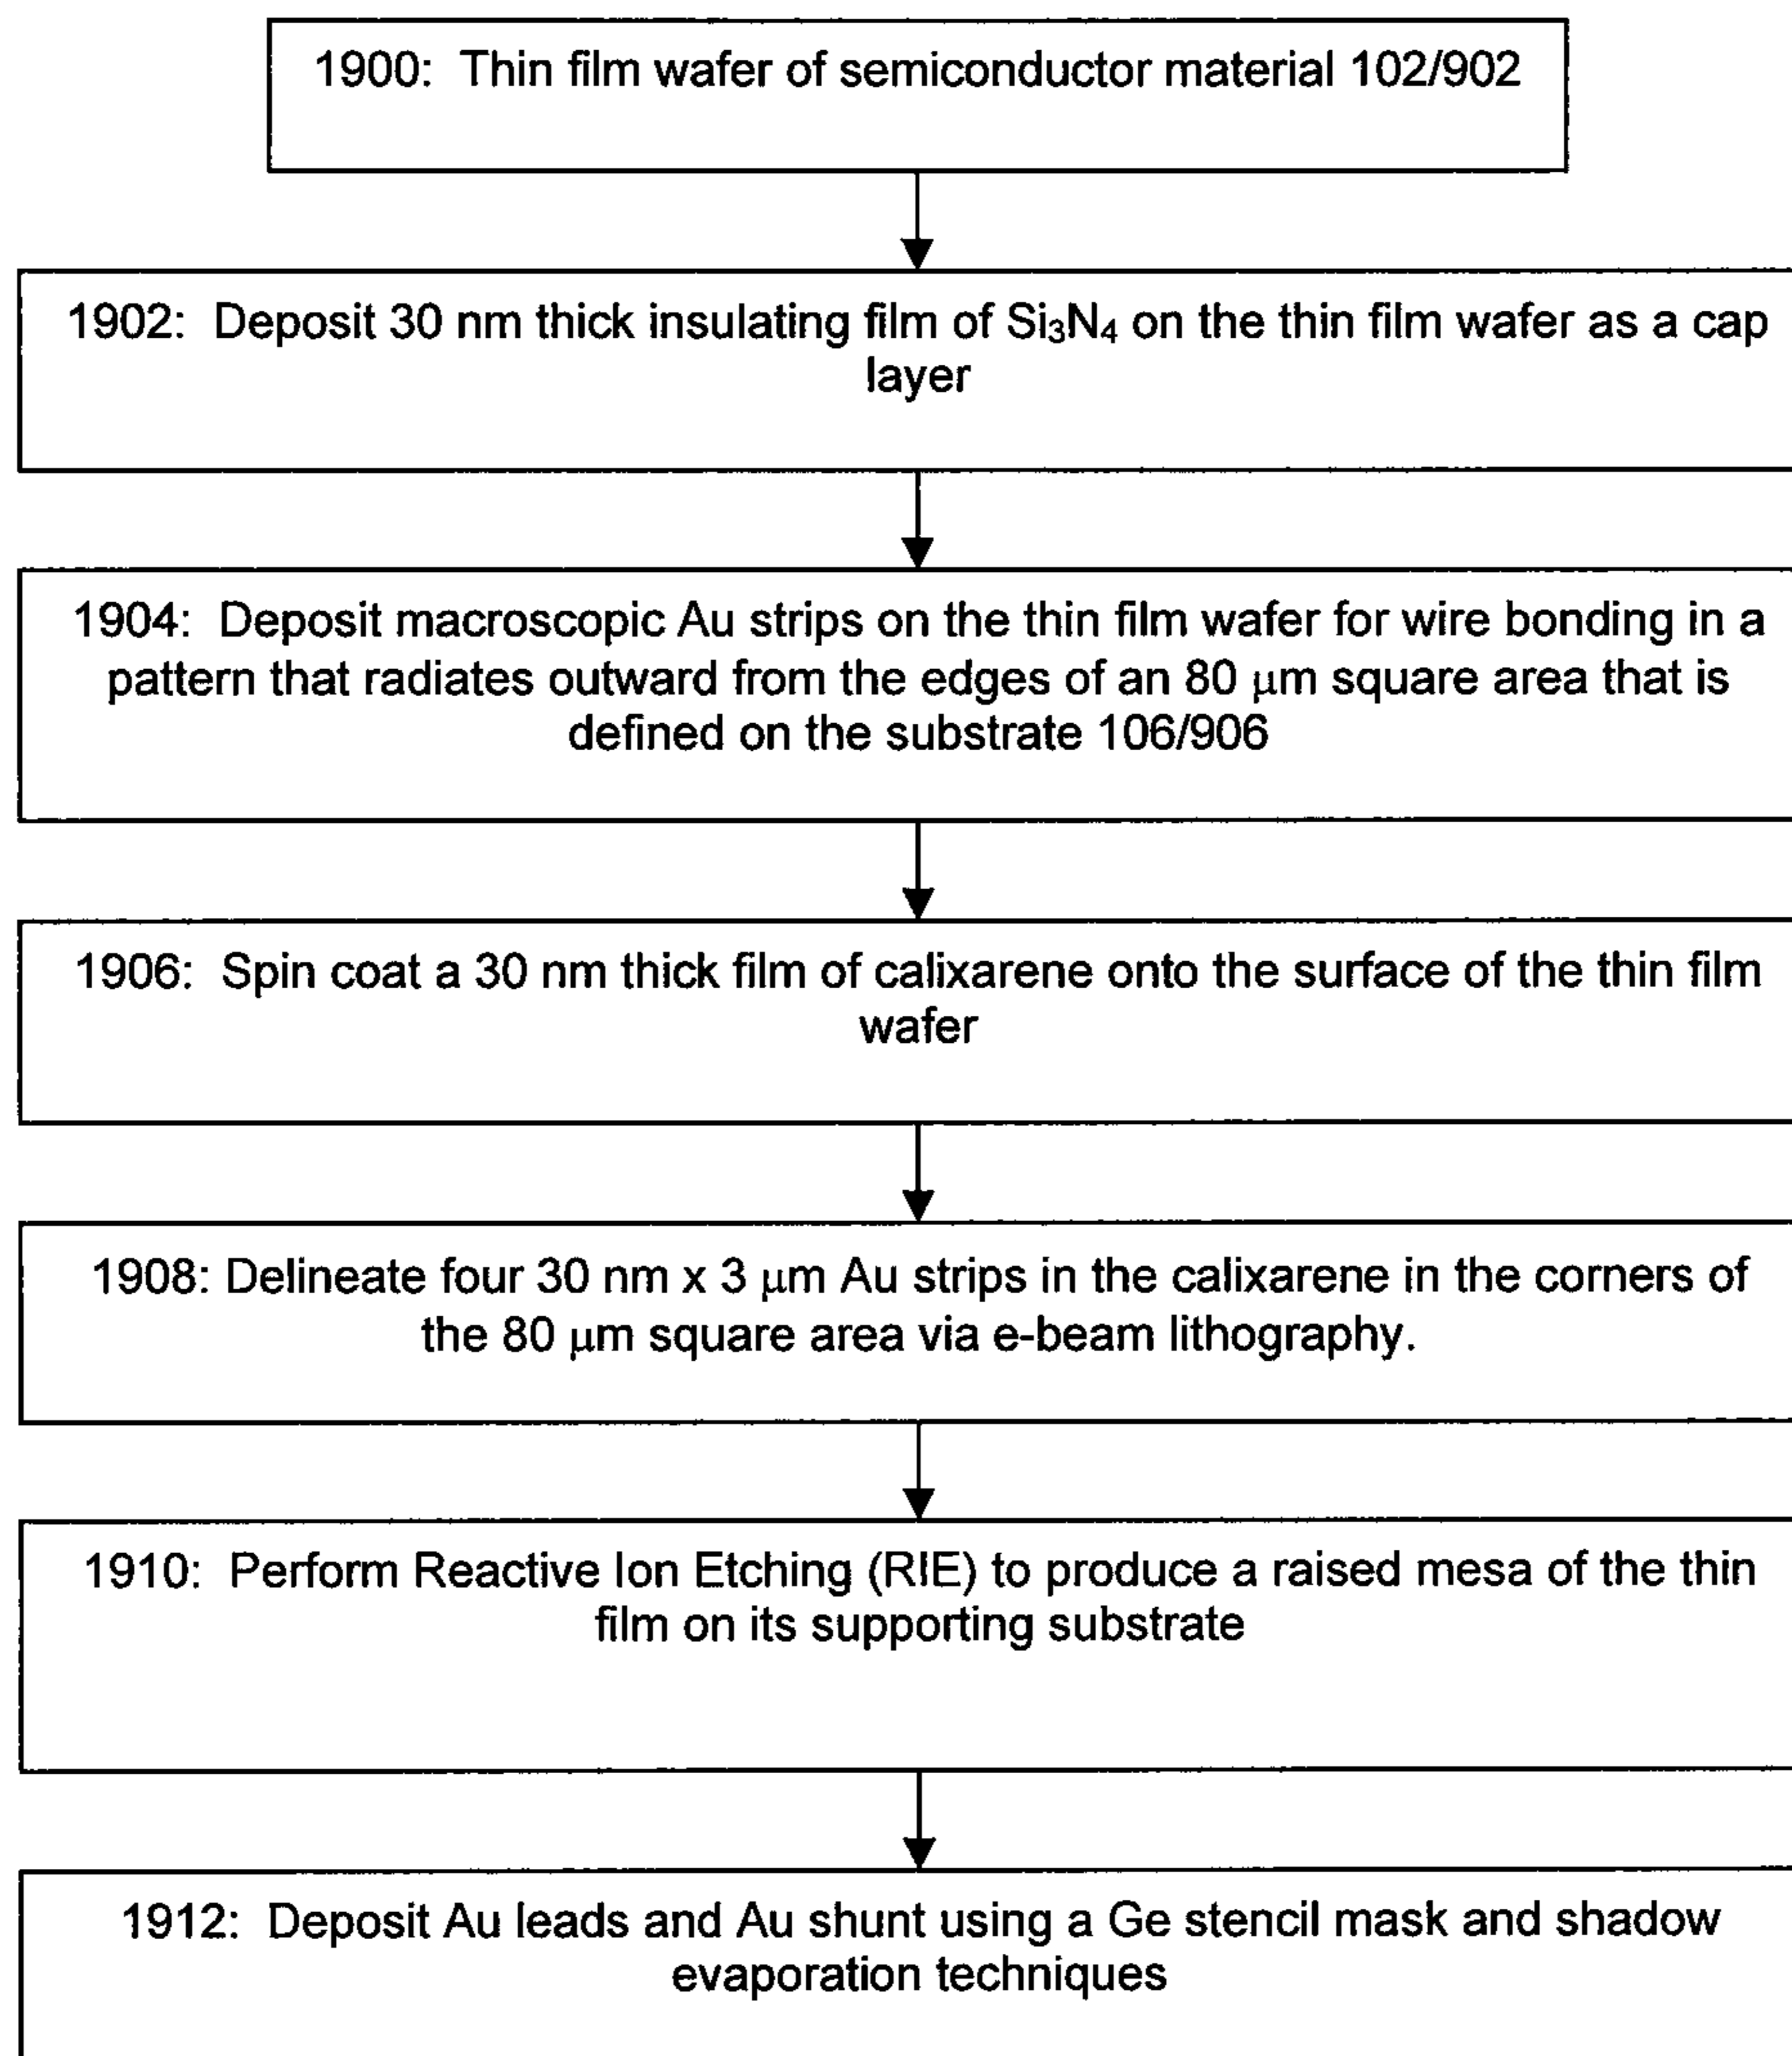 1900: Thin film wafer of semiconductor material 102/902
1902: Deposit 30 nm thick insulating film of Si₃N₄ on the thin film wafer as a cap
layer
1904: Deposit macroscopic Au strips on the thin film wafer for wire bonding in a
pattern that radiates outward from the edges of an 80 μm square area that is
defined on the substrate 106/906
1906: Spin coat a 30 nm thick film of calixarene onto the surface of the thin film
wafer
1908: Delineate four 30 nm x 3 μm Au strips in the calixarene in the corners of
the 80 μm square area via e-beam lithography.
1910: Perform Reactive Ion Etching (RIE) to produce a raised mesa of the thin
film on its supporting substrate
1912: Deposit Au leads and Au shunt using a Ge stencil mask and shadow
evaporation techniques